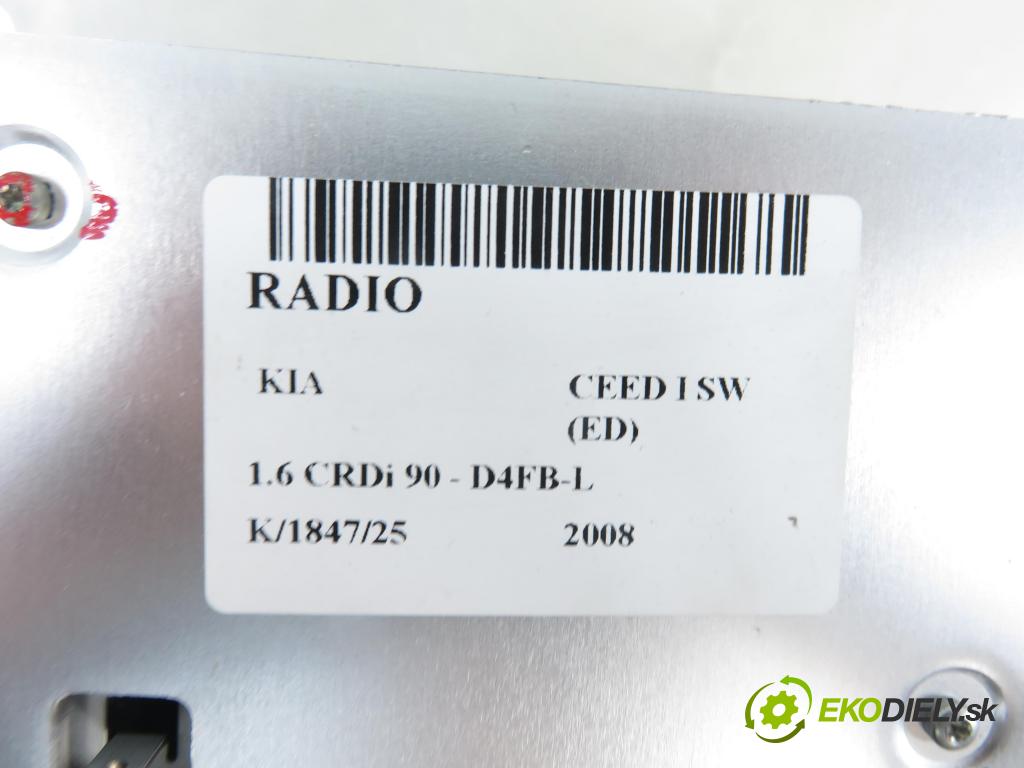 RADIO
KIA CEED I SW
(ED)
1.6 CRDi 90 - D4FB-L
K/1847/25 2008
EKODIELY.sk